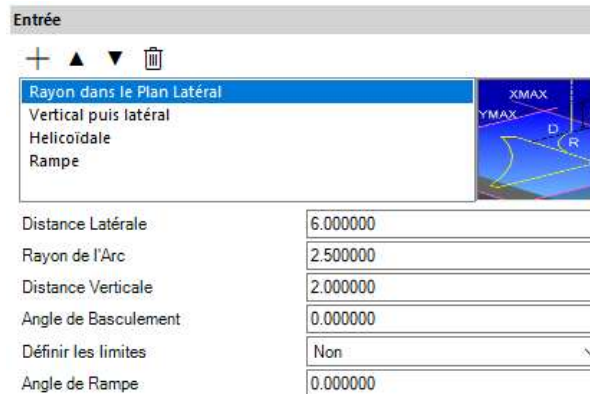 Entrée
Rayon dans le Plan Latéral
Vertical puis latéral
Helicoïdale
Rampe
XMAX
YMAX
D
R
Distance Latérale 6.000000
Rayon de l'Arc 2.500000
Distance Verticale 2.000000
Angle de Basculement 0.000000
Définir les limites Non
Angle de Rampe 0.000000